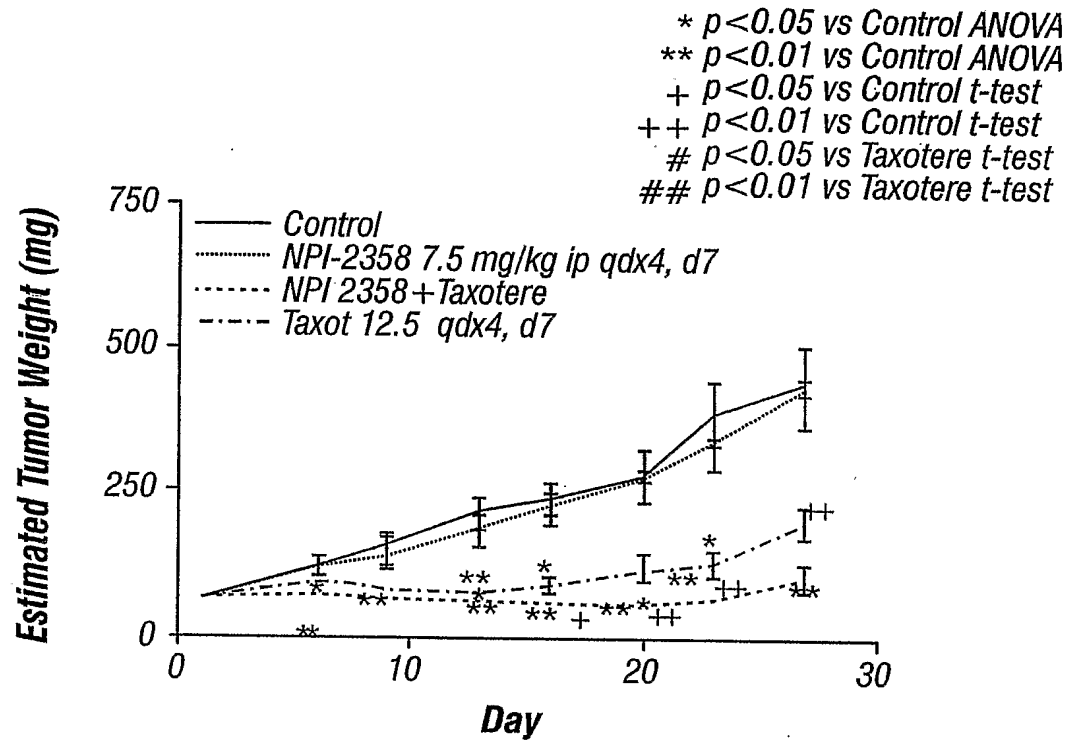 * p<0.05 vs Control ANOVA
** p<0.01 vs Control ANOVA
+ p<0.05 vs Control t-test
++ p<0.01 vs Control t-test
# p<0.05 vs Taxotere t-test
## p<0.01 vs Taxotere t-test
Estimated Tumor Weight (mg)
750
500
250
0
Control
NPI-2358 7.5 mg/kg ip qdx4, d7
NPI 2358+Taxotere
Taxot 12.5 qdx4, d7
++
*
*
**
**
*
++
**
*
**
*
**
**
**
*
+
++
**
0
10
20
30
Day